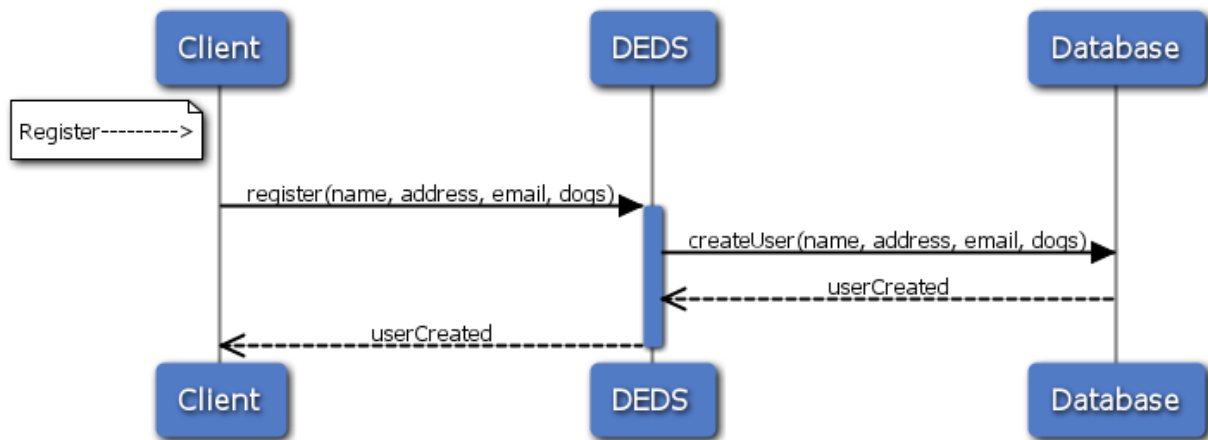 Client
DEDS
Database
Register--------->
register(name, address, email, dogs)
createUser(name, address, email, dogs)
userCreated
userCreated
Client
DEDS
Database